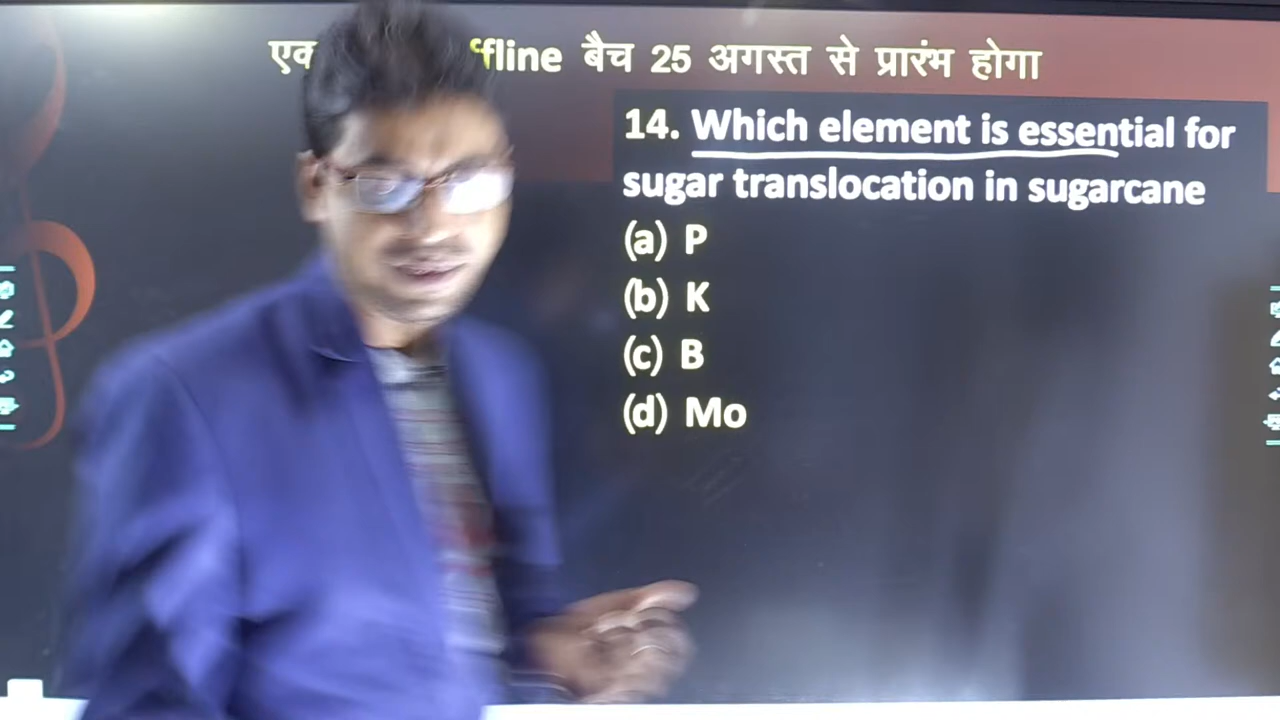 एक fline बैच 25 अगस्त से प्रारंभ होगा
14. Which element is essential for
sugar translocation in sugarcane
(a) P
(b) K
(c) B
(d) Mo